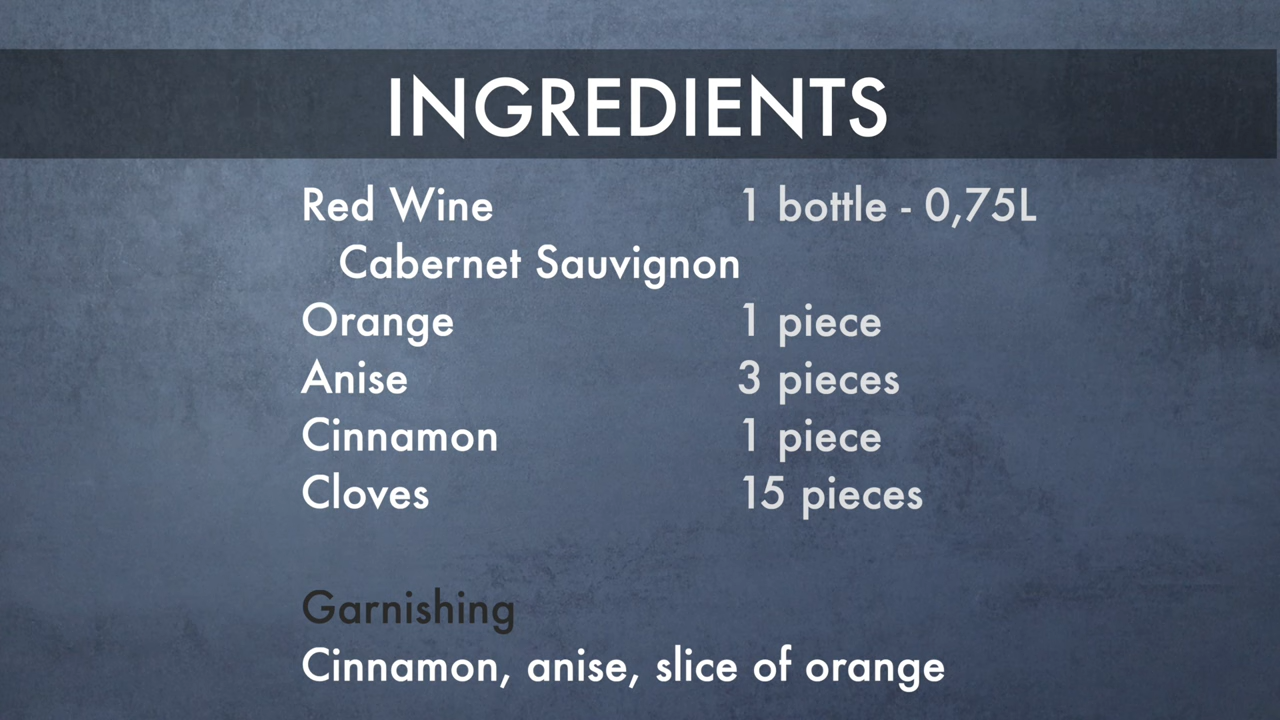 INGREDIENTS
Red Wine 1 bottle - 0,75L
Cabernet Sauvignon
Orange 1 piece
Anise 3 pieces
Cinnamon 1 piece
Cloves 15 pieces
Garnishing
Cinnamon, anise, slice of orange